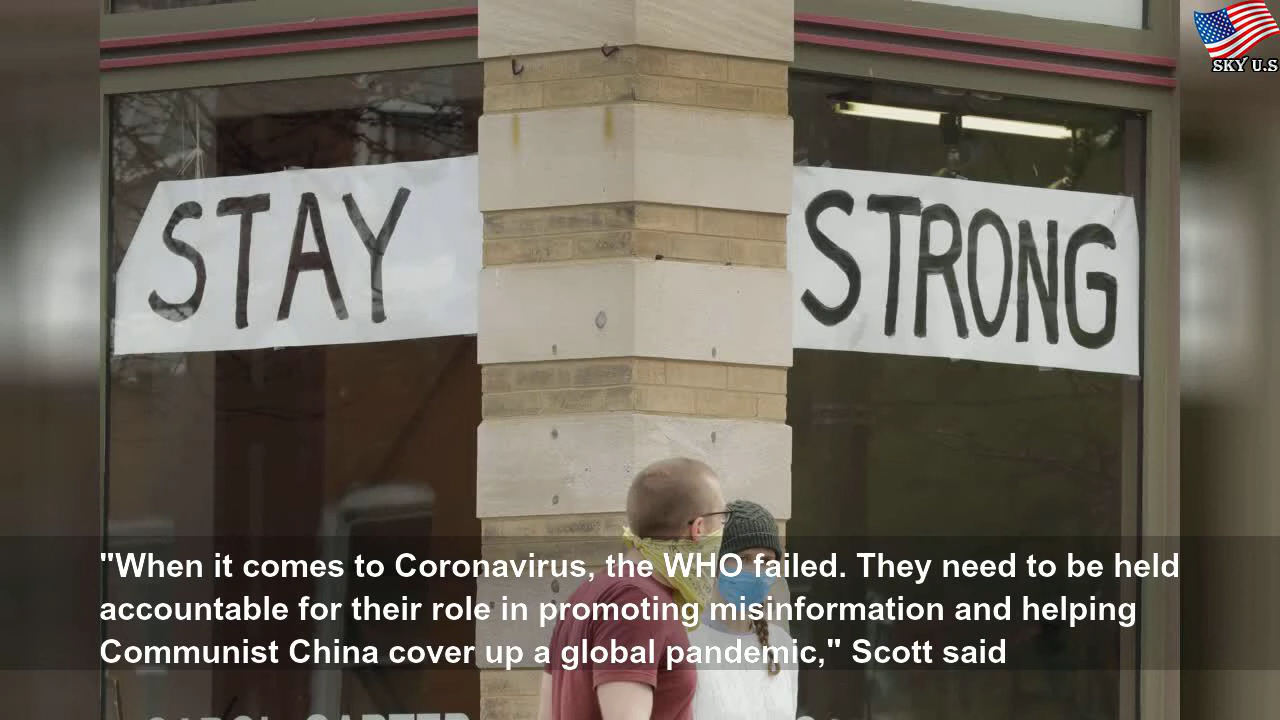 SKY U.S
STAY STRONG
"When it comes to Coronavirus, the WHO failed. They need to be held
accountable for their role in promoting misinformation and helping
Communist China cover up a global pandemic," Scott said